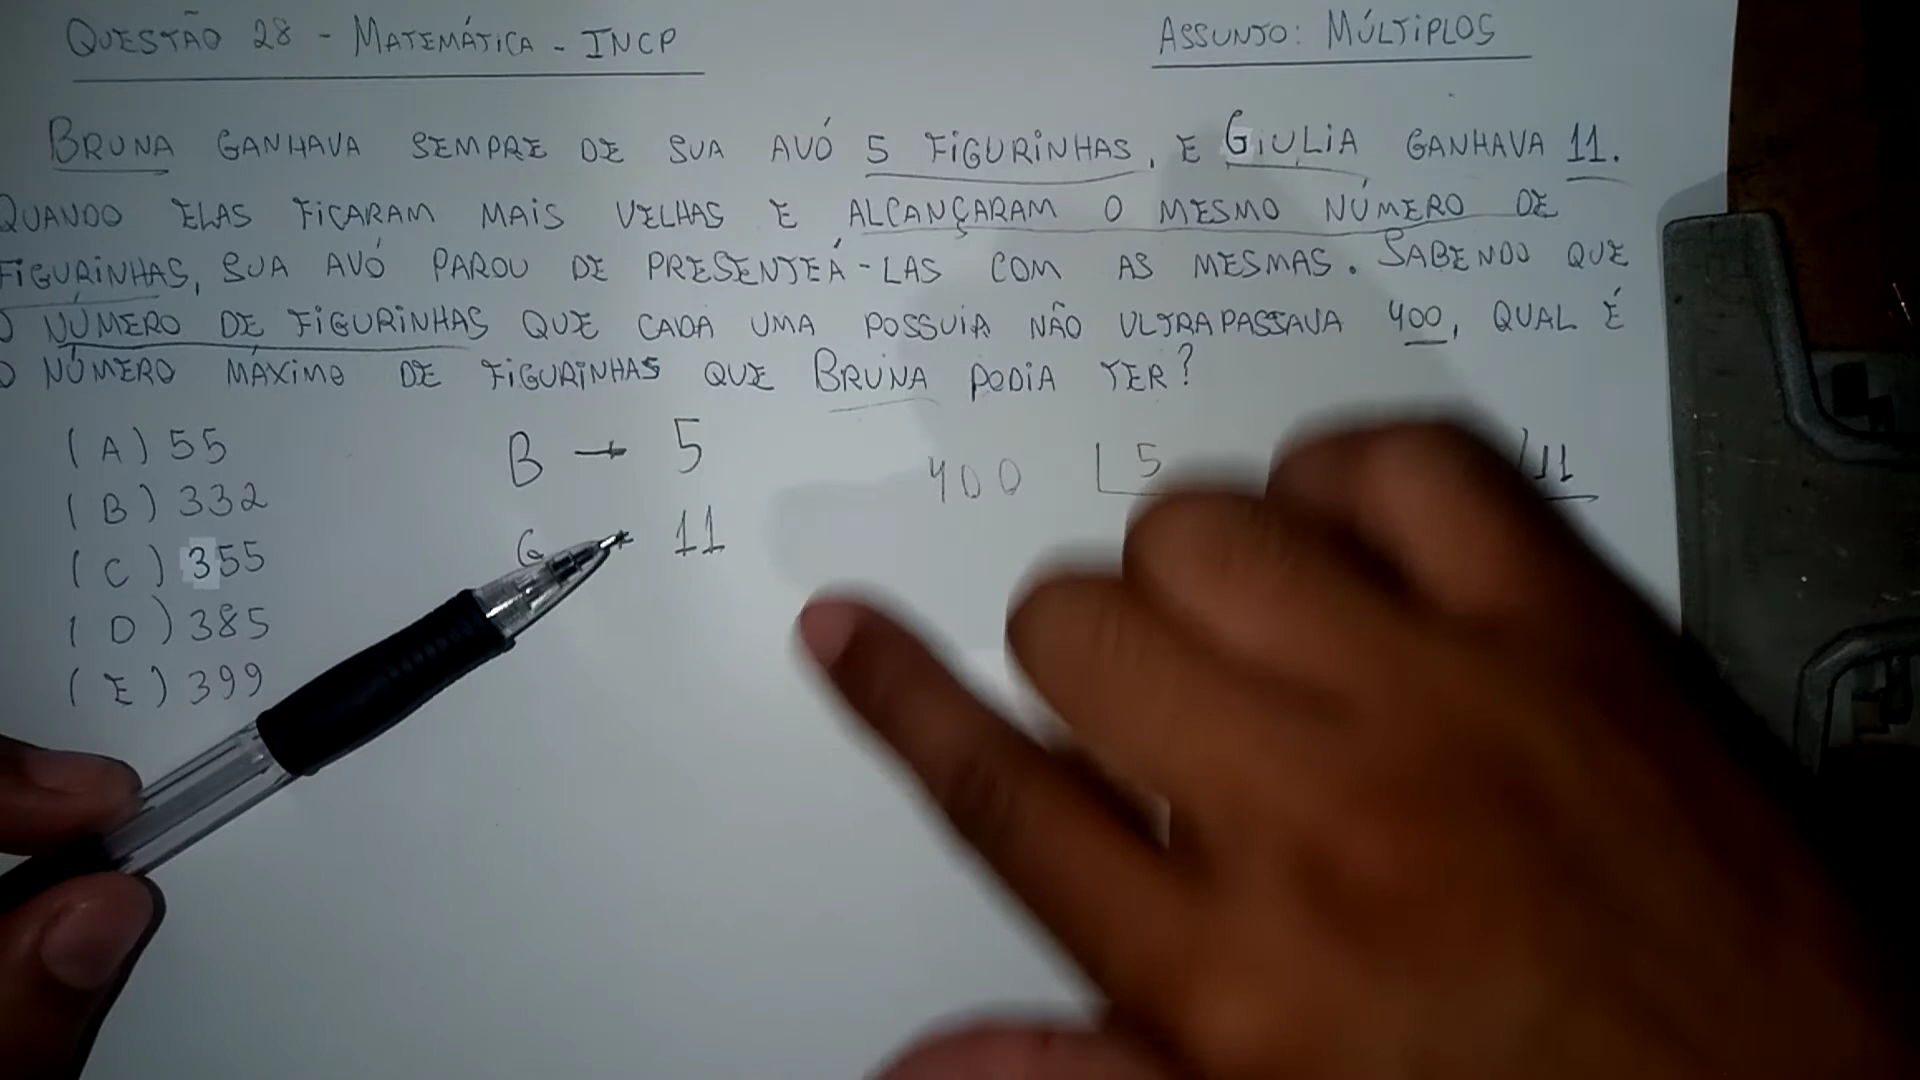 QUESTÃO 28 - MATEMÁTICA - INCP
ASSUNTO: MÚLTIPLOS
BRUNA GANHAVA SEMPRE DE SUA AVÓ 5 FIGURINHAS, E GIULIA GANHAVA 11.
QUANDO ELAS FICARAM MAIS VELHAS E ALCANÇARAM O MESMO NÚMERO DE
FIGURINHAS, SUA AVÓ PAROU DE PRESENTEÁ-LAS COM AS MESMAS. SABENDO QUE
O NÚMERO DE FIGURINHAS QUE CADA UMA POSSUIA NÃO ULTRAPASSAVA 400, QUAL É
O NÚMERO MÁXIMO DE FIGURINHAS QUE BRUNA PODIA TER?
(A) 55
(B) 332
(C) 355
(D) 385
(E) 399
B → 5
G → 11
400 5
11